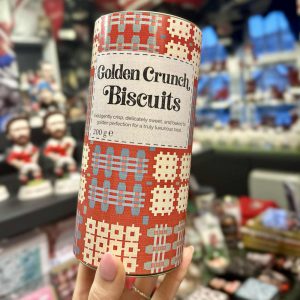 Golden Crunch
Biscuits
Indulgently crisp, delicately sweet, and baked to
golden perfection for a truly luxurious treat
200 g e